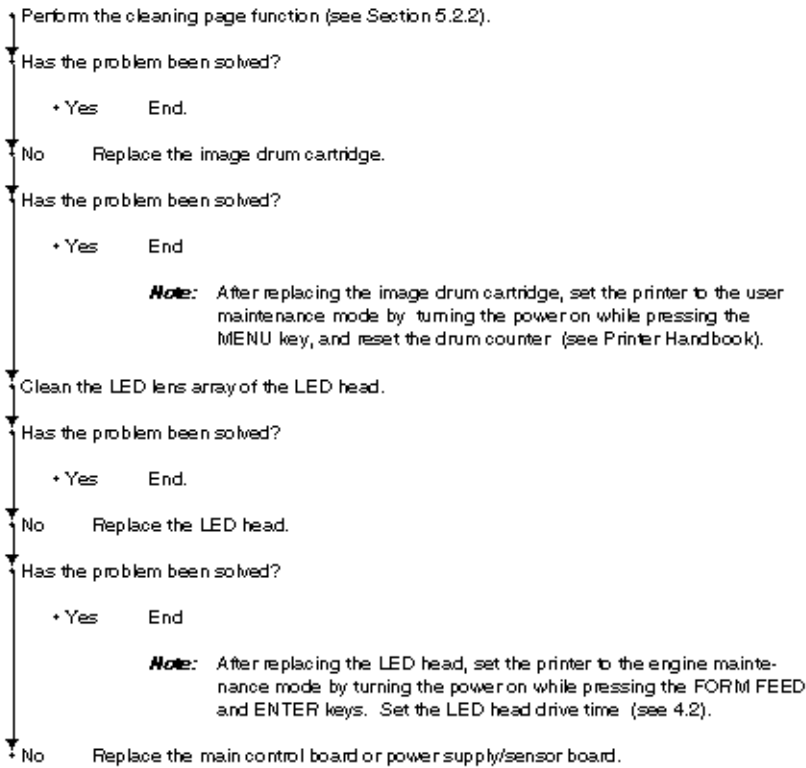 Perform the cleaning page function (see Section 5.2.2).
Has the problem been solved?
• Yes End.
No Replace the image drum cartridge.
Has the problem been solved?
• Yes End
Note: After replacing the image drum cartridge, set the printer to the user
maintenance mode by turning the power on while pressing the
MENU key, and reset the drum counter (see Printer Handbook).
Clean the LED lens array of the LED head.
Has the problem been solved?
• Yes End.
No Replace the LED head.
Has the problem been solved?
• Yes End
Note: After replacing the LED head, set the printer to the engine mainte-
nance mode by turning the power on while pressing the FORM FEED
and ENTER keys. Set the LED head drive time (see 4.2).
No Replace the main control board or power supply/sensor board.